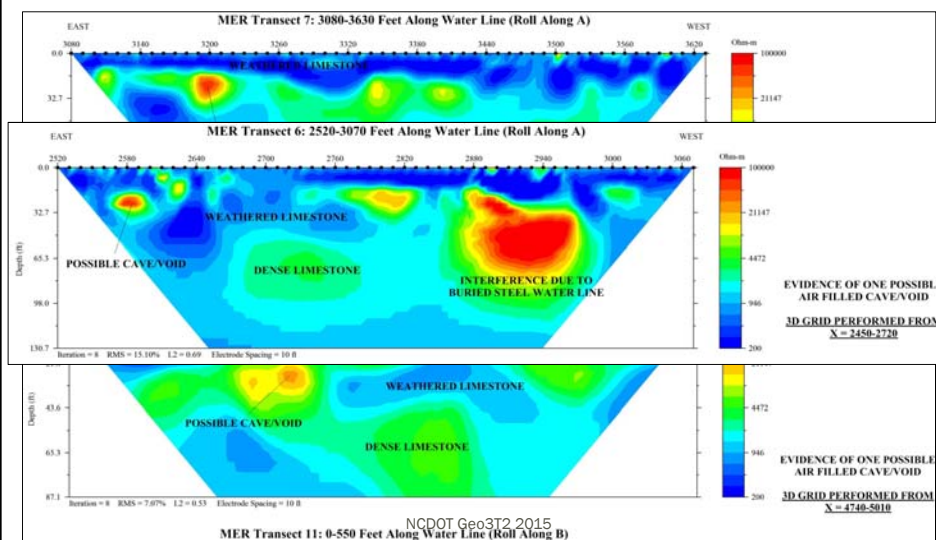 MER Transect 7: 3080-3630 Feet Along Water Line (Roll Along A)
EAST
WEST
3080 3140 3200 3260 3320 3380 3440 3500 3560 3620
Ohm-m
0.0
100000
WEATHERED LIMESTONE
32.7
21147
MER Transect 6: 2520-3070 Feet Along Water Line (Roll Along A)
EAST
WEST
2520 2580 2640 2700 2760 2820 2880 2940 3000 3060
Ohm-m
0.0
100000
32.7
WEATHERED LIMESTONE
21147
Depth (ft)
65.3
POSSIBLE CAVE/VOID
DENSE LIMESTONE
4472
INTERFERENCE DUE TO
BURIED STEEL WATER LINE
EVIDENCE OF ONE POSSIBL
AIR FILLED CAVE/VOID
98.0
946
3D GRID PERFORMED FROM
X = 2450-2720
130.7
200
Iteration = 8 RMS = 15.10% L2 = 0.69 Electrode Spacing = 10 ft
WEATHERED LIMESTONE
Depth (ft)
43.6
4472
POSSIBLE CAVE/VOID
DENSE LIMESTONE
65.3
946
EVIDENCE OF ONE POSSIBLE
AIR FILLED CAVE/VOID
87.1
200
3D GRID PERFORMED FROM
X = 4740-5010
Iteration = 8 RMS = 7.07% L2 = 0.53 Electrode Spacing = 10 ft
NCDOT Geo3T2 2015
MER Transect 11: 0-550 Feet Along Water Line (Roll Along B)